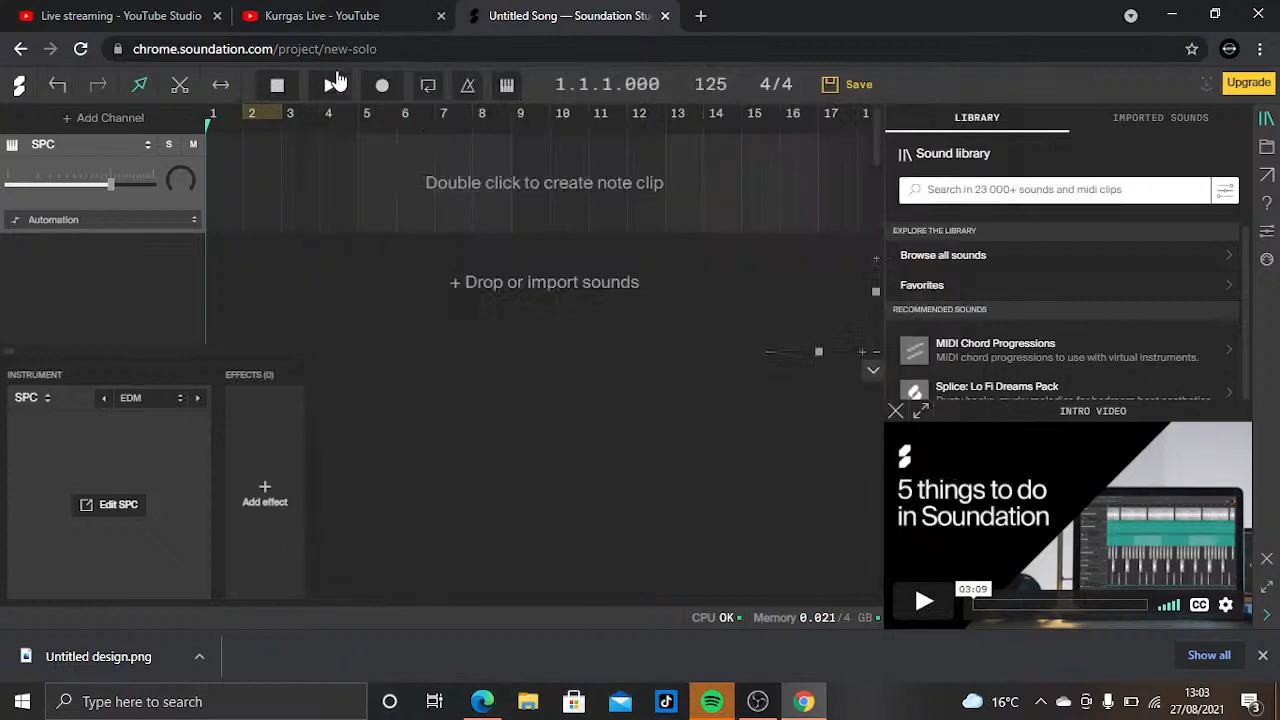 Live streaming - YouTube Studio
Kurrgas Live - YouTube
Untitled Song — Soundation Stu
chrome.soundation.com/project/new-solo
1.1.1.000
125
4/4
Save
Upgrade
+ Add Channel
1 2 3 4 5 6 7 8 9 10 11 12 13 14 15 16 17 1
LIBRARY
IMPORTED SOUNDS
SPC
S
M
Double click to create note clip
Automation
+ Drop or import sounds
Sound library
Search in 23 000+ sounds and midi clips
EXPLORE THE LIBRARY
Browse all sounds
Favorites
RECOMMENDED SOUNDS
MIDI Chord Progressions
MIDI chord progressions to use with virtual instruments.
Splice: Lo Fi Dreams Pack
INSTRUMENT
EFFECTS (0)
SPC
EDM
Edit SPC
Add effect
INTRO VIDEO
5 things to do
in Soundation
03:09
CC
CPU OK
Memory 0.021/4 GB
Untitled design.png
Show all
Type here to search
16°C
13:03
27/08/2021
3